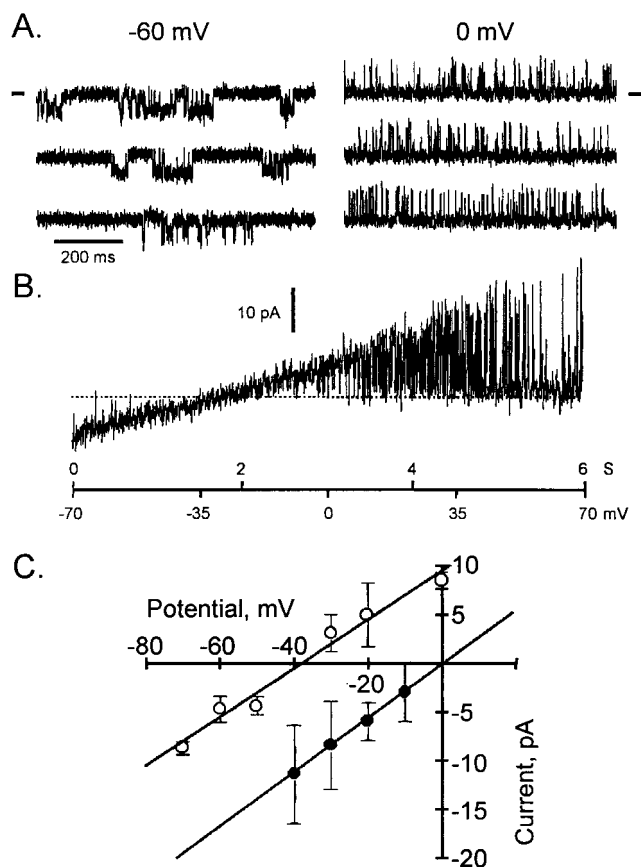 A.
-60 mV
0 mV
200 ms
B.
10 pA
0 2 4 6 S
-70 -35 0 35 70 mV
C.
Potential, mV
-80 -60 -40 -20
10
5
-5
-10
-15
-20
Current, pA